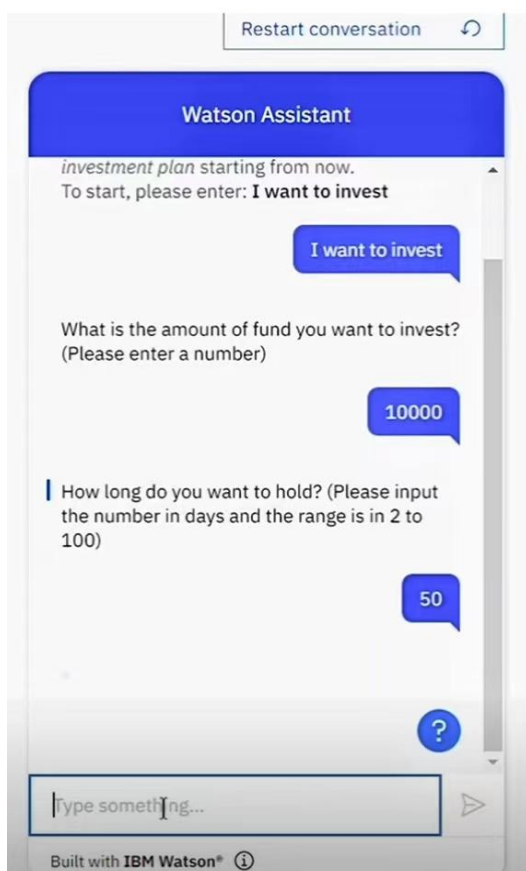 Restart conversation
Watson Assistant
investment plan starting from now.
To start, please enter: I want to invest
I want to invest
What is the amount of fund you want to invest?
(Please enter a number)
10000
How long do you want to hold? (Please input
the number in days and the range is in 2 to
100)
50
?
Type something...
Built with IBM Watson®